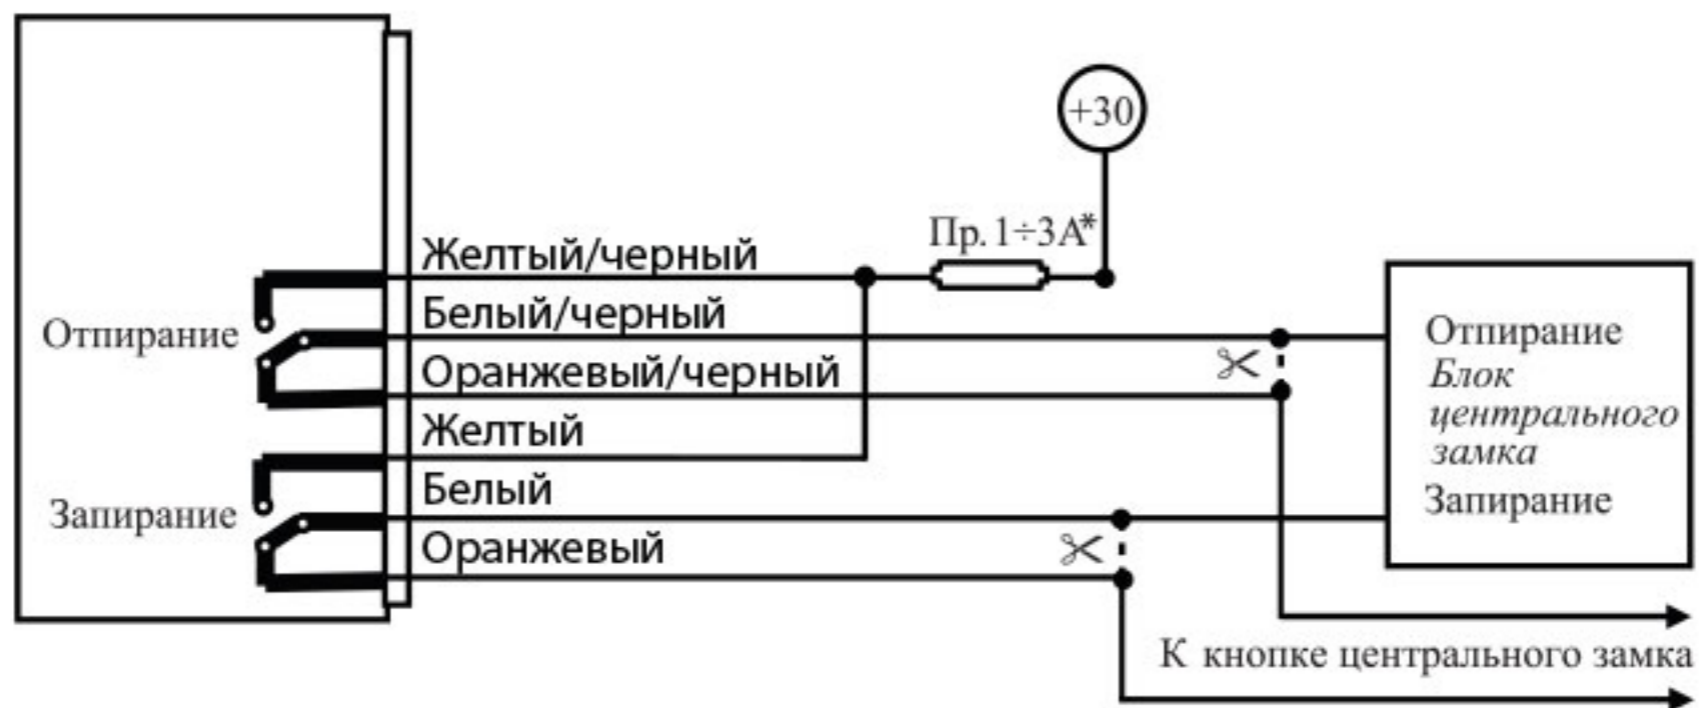 +30
Пр. 1÷3А*
Желтый/черный
Белый/черный
Отпирание
Оранжевый/черный
Желтый
Белый
Запирание
Оранжевый
Отпирание
Блок
центрального
замка
Запирание
К кнопке центрального замка